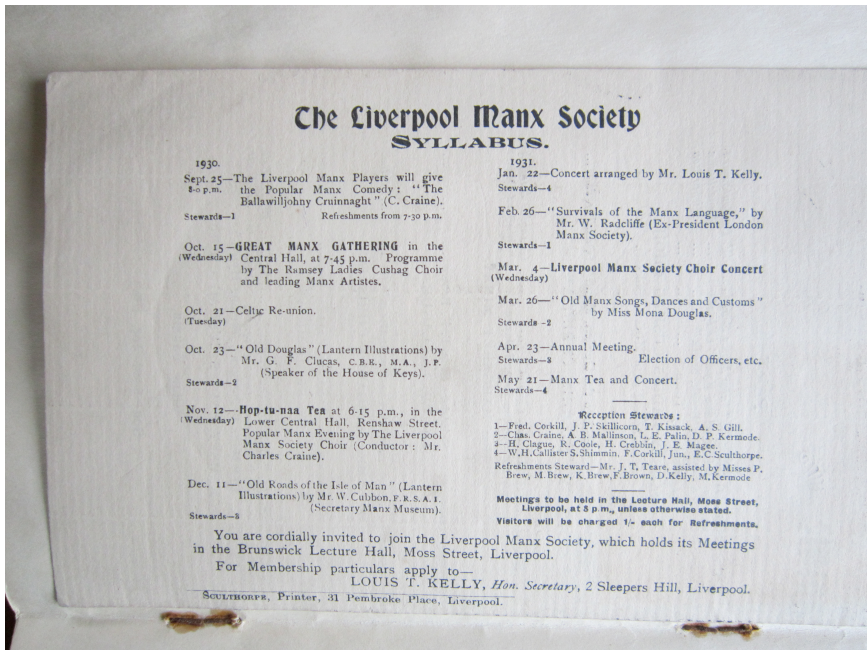 The Liverpool Manx Society
SYLLABUS.
1930.
Sept. 25—The Liverpool Manx Players will give
8-0 p.m. the Popular Manx Comedy: "The
Ballawilljohny Cruinnaght" (C. Craine).
Stewards—1 Refreshments from 7-30 p.m.
Oct. 15—GREAT MANX GATHERING in the
(Wednesday) Central Hall, at 7-45 p.m. Programme
by The Ramsey Ladies Cushag Choir
and leading Manx Artistes.
Oct. 21—Celtic Re-union.
(Tuesday)
Oct. 23—"Old Douglas" (Lantern Illustrations) by
Mr. G. F. Clucas, C.B.E., M.A., J.P.
(Speaker of the House of Keys).
Stewards—2
Nov. 12—Hop-tu-naa Tea at 6-15 p.m., in the
(Wednesday) Lower Central Hall, Renshaw Street.
Popular Manx Evening by The Liverpool
Manx Society Choir (Conductor: Mr.
Charles Craine).
Dec. 11—"Old Roads of the Isle of Man" (Lantern
Illustrations) by Mr. W. Cubbon, F.R.S.A.I.
(Secretary Manx Museum).
Stewards—3
1931.
Jan. 22—Concert arranged by Mr. Louis T. Kelly.
Stewards—4
Feb. 26—"Survivals of the Manx Language," by
Mr. W. Radcliffe (Ex-President London
Manx Society).
Stewards—1
Mar. 4—Liverpool Manx Society Choir Concert
(Wednesday)
Mar. 26—"Old Manx Songs, Dances and Customs"
by Miss Mona Douglas.
Stewards—2
Apr. 23—Annual Meeting.
Stewards—3 Election of Officers, etc.
May 21—Manx Tea and Concert.
Stewards—4
Reception Stewards:
1—Fred. Corkill, J. P. Skillicorn, T. Kissack, A. S. Gill.
2—Chas. Craine, A. B. Mallinson, L. E. Palin, D. P. Kermode.
3—H. Clague, R. Cooie, H. Crebbin, J. E. Magee.
4—W.H.Callister S.Shimmin. F.Corkill, Jun., E.C Sculthorpe.
Refreshments Steward—Mr. J. T. Teare, assisted by Misses P.
Brew, M.Brew, K.Brew, F.Brown, D.Kelly, M.Kermode
Meetings to be held in the Lecture Hall, Moss Street,
Liverpool, at 8 p.m., unless otherwise stated.
Visitors will be charged 1/- each for Refreshments.
You are cordially invited to join the Liverpool Manx Society, which holds its Meetings
in the Brunswick Lecture Hall, Moss Street, Liverpool.
For Membership particulars apply to—
LOUIS T. KELLY, Hon. Secretary, 2 Sleepers Hill, Liverpool.
SCULTHORPE, Printer, 31 Pembroke Place, Liverpool.